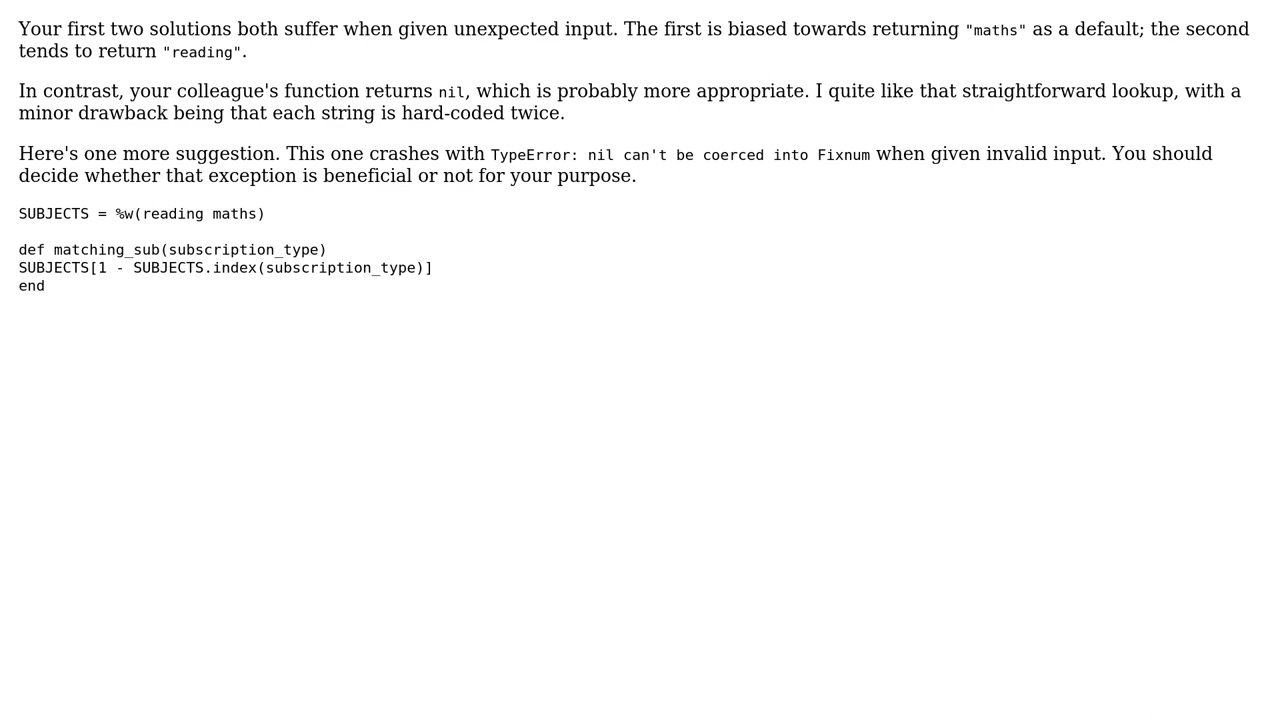 Your first two solutions both suffer when given unexpected input. The first is biased towards returning "maths" as a default; the second
tends to return "reading".
In contrast, your colleague's function returns nil, which is probably more appropriate. I quite like that straightforward lookup, with a
minor drawback being that each string is hard-coded twice.
Here's one more suggestion. This one crashes with TypeError: nil can't be coerced into Fixnum when given invalid input. You should
decide whether that exception is beneficial or not for your purpose.
SUBJECTS = %w(reading maths)
def matching_sub(subscription_type)
SUBJECTS[1 - SUBJECTS.index(subscription_type)]
end